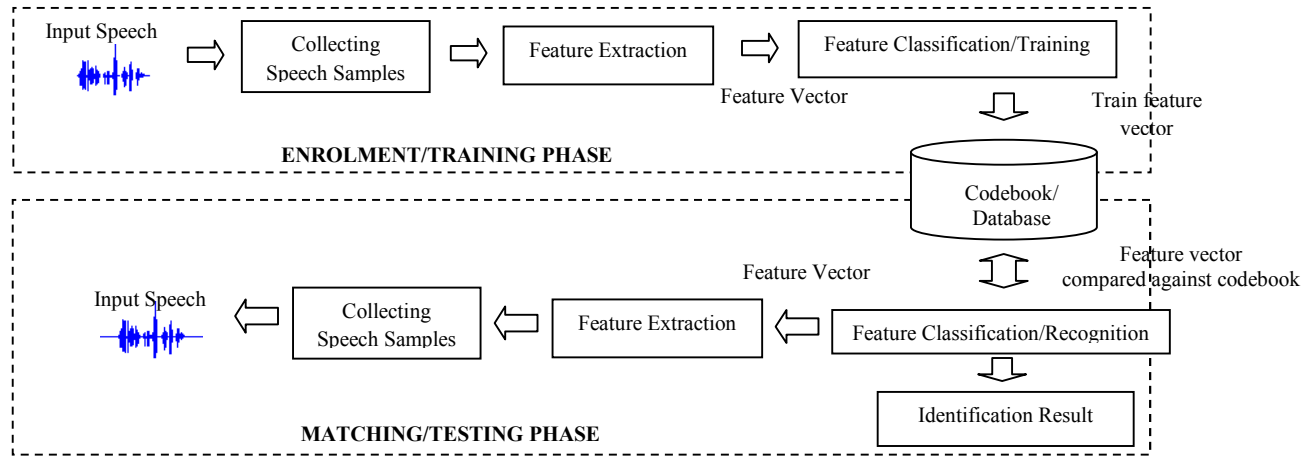 Input Speech
Collecting
Speech Samples
Feature Extraction
Feature Classification/Training
Feature Vector
Train feature
vector
ENROLMENT/TRAINING PHASE
Codebook/
Database
Feature vector
compared against codebook
Feature Vector
Input Speech
Collecting
Speech Samples
Feature Extraction
Feature Classification/Recognition
Identification Result
MATCHING/TESTING PHASE